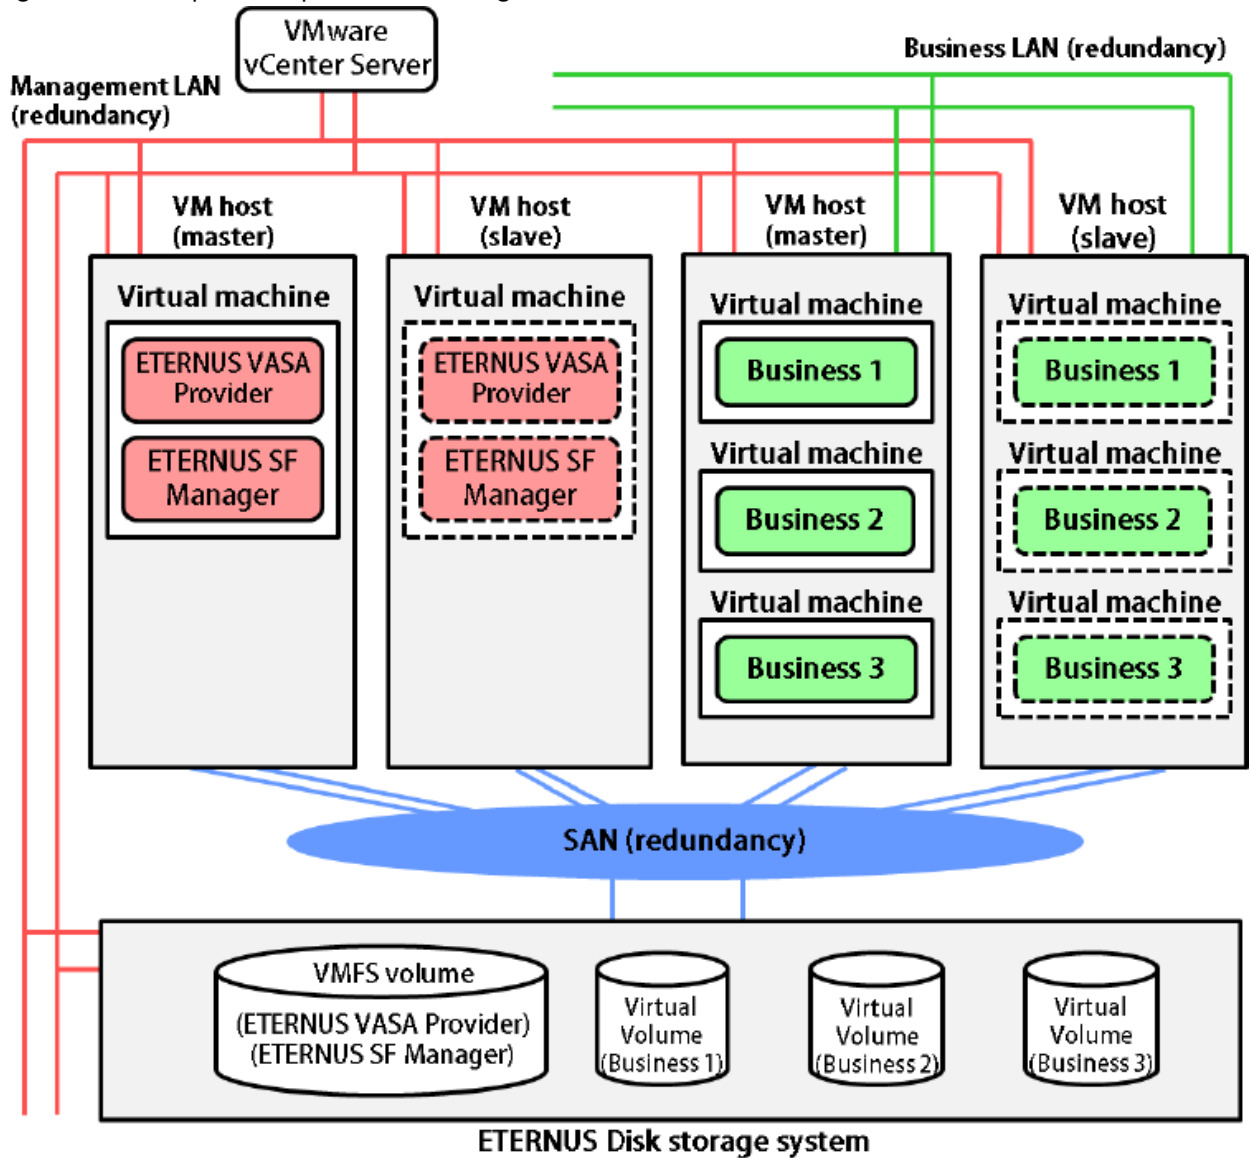 VMware
vCenter Server
Business LAN (redundancy)
Management LAN
(redundancy)
VM host
(master)
VM host
(slave)
VM host
(master)
VM host
(slave)
Virtual machine
ETERNUS VASA
Provider
ETERNUS SF
Manager
Virtual machine
ETERNUS VASA
Provider
ETERNUS SF
Manager
Virtual machine
Business 1
Virtual machine
Business 2
Virtual machine
Business 3
Virtual machine
Business 1
Virtual machine
Business 2
Virtual machine
Business 3
SAN (redundancy)
VMFS volume
(ETERNUS VASA Provider)
(ETERNUS SF Manager)
Virtual
Volume
(Business 1)
Virtual
Volume
(Business 2)
Virtual
Volume
(Business 3)
ETERNUS Disk storage system